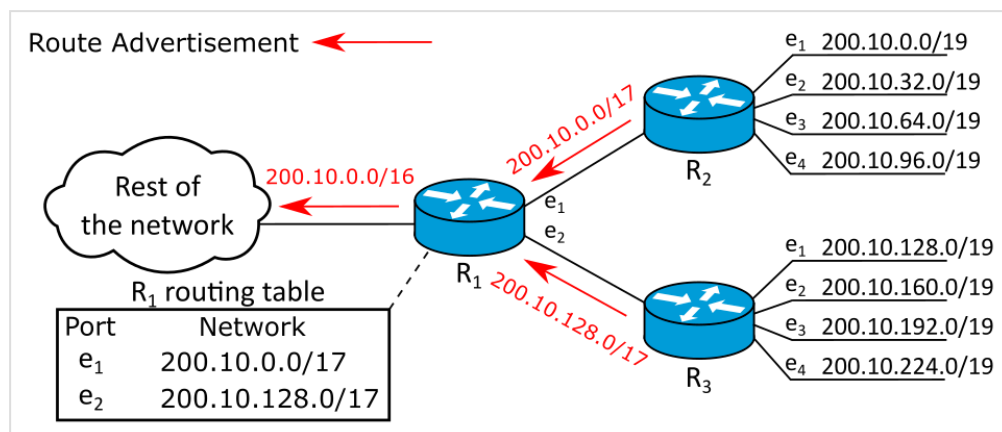 Route Advertisement
e1 200.10.0.0/19
e2 200.10.32.0/19
e3 200.10.64.0/19
e4 200.10.96.0/19
R2
200.10.0.0/17
Rest of
the network
200.10.0.0/16
R1
e1
e2
200.10.128.0/17
e1 200.10.128.0/19
e2 200.10.160.0/19
e3 200.10.192.0/19
e4 200.10.224.0/19
R3
R1 routing table
Port Network
e1 200.10.0.0/17
e2 200.10.128.0/17